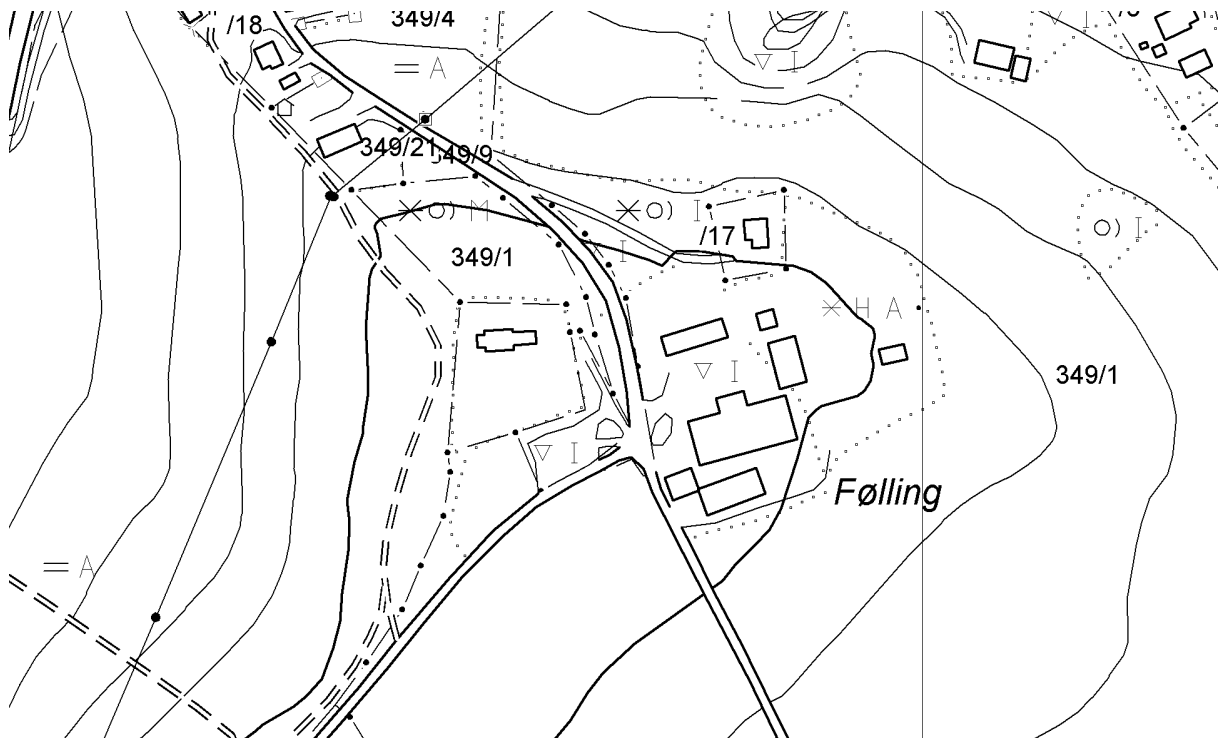 349/4
/18
I
= A
I
349/21
349/9
M
I
/17
I
349/1
H A
349/1
I
I
Følling
= A